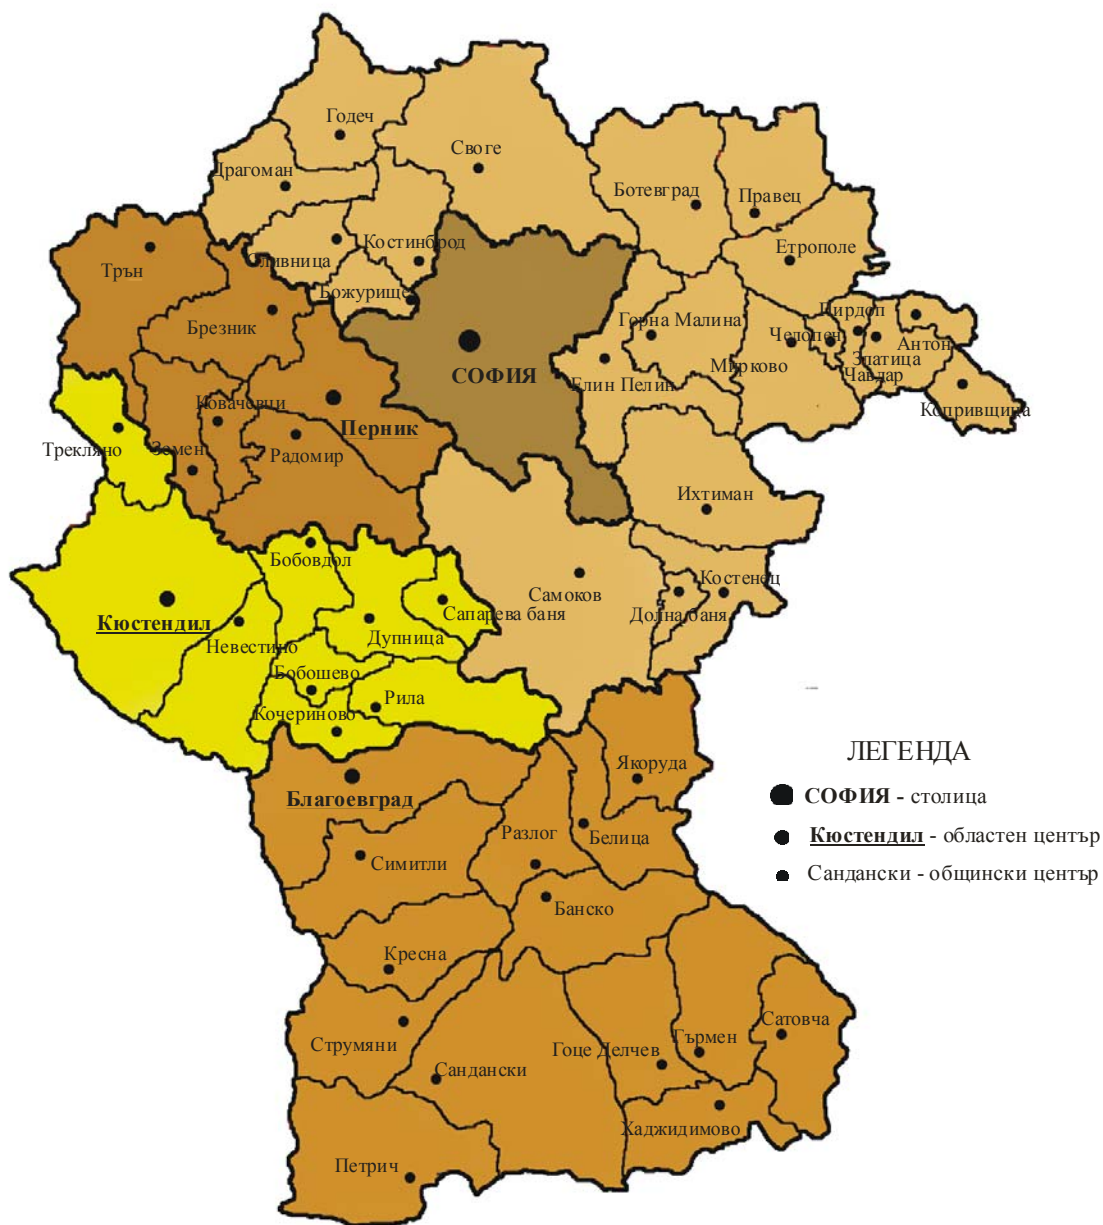 Годеч
Своге
Драгоман
Ботевград
Правец
Костинброд
Сливница
Етрополе
Трън
Божурище
Брезник
Горна Малина
Пирдоп
Челопеч
Антон
Златица
Мирково
Чавдар
СОФИЯ
Елин Пелин
Копривщица
Ковачевци
Перник
Трекляно
Земен
Радомир
Ихтиман
Бобовдол
Костенец
Самоков
Долна баня
Сапарева баня
Кюстендил
Невестино
Дупница
Бобошево
Рила
Кочериново
Якоруда
Благоевград
Разлог
Белица
Симитли
Банско
Кресна
Струмяни
Сандански
Гоце Делчев
Гърмен
Сатовча
Хаджидимово
Петрич
ЛЕГЕНДА
СОФИЯ - столица
Кюстендил - областен център
Сандански - общински център